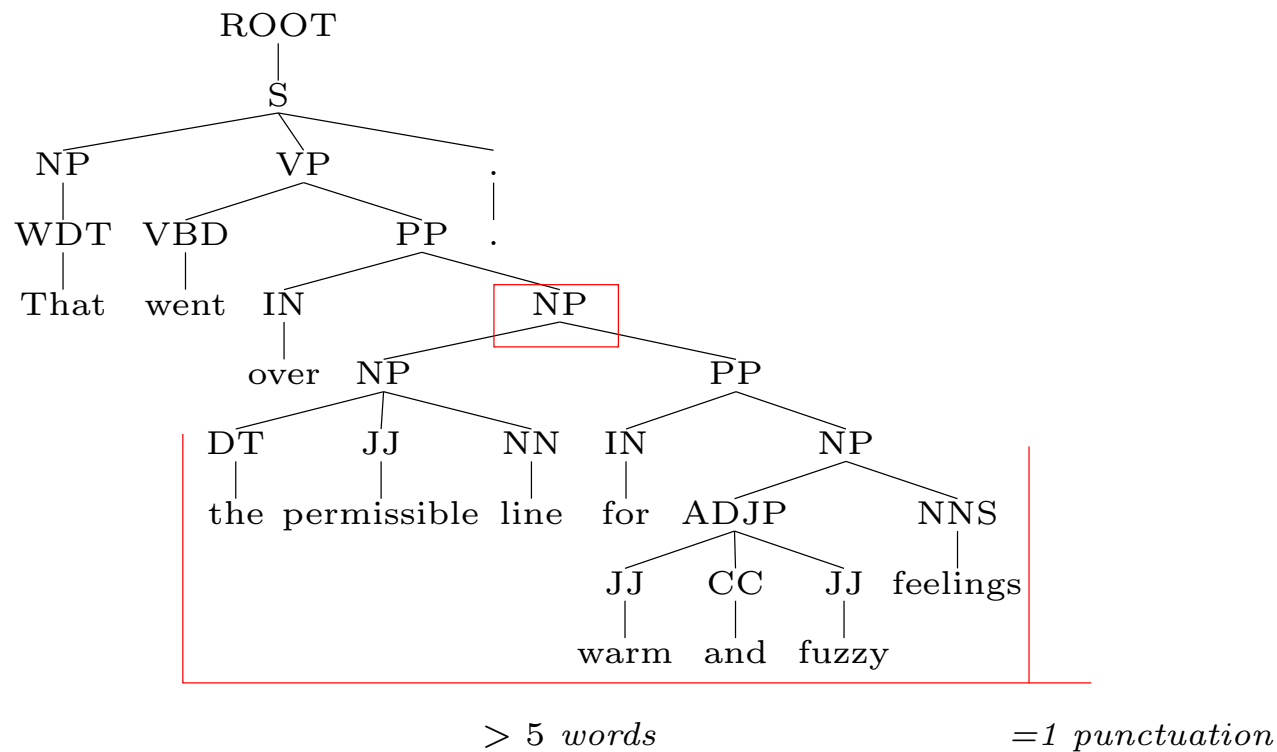 ROOT
S
NP VP .
WDT VBD PP .
That went IN NP
over NP PP
DT JJ NN IN NP
the permissible line for ADJP NNS
JJ CC JJ feelings
warm and fuzzy
> 5 words =1 punctuation